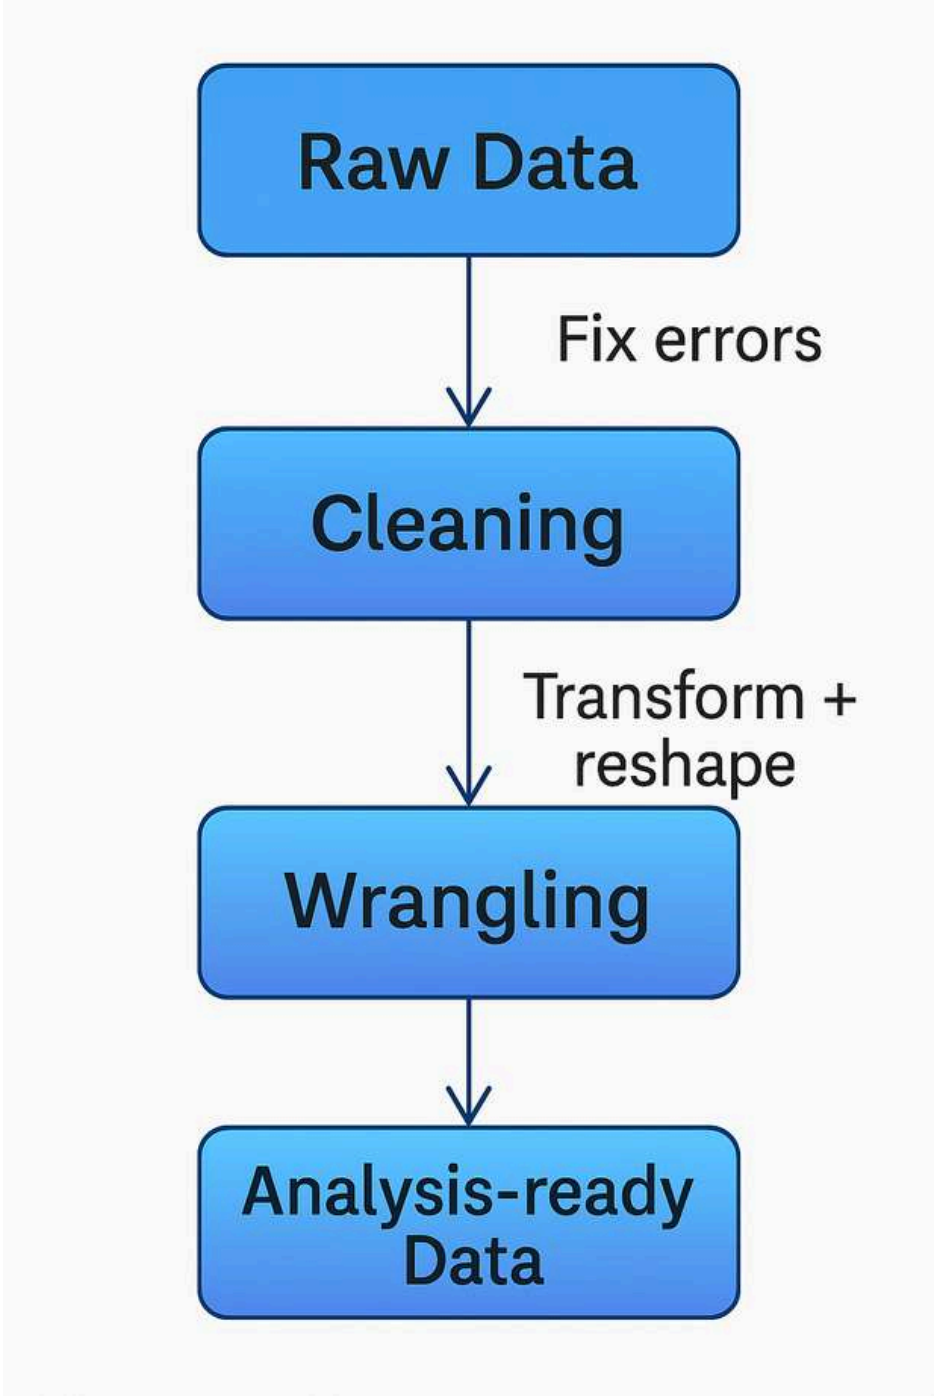 Raw Data
Fix errors
Cleaning
Transform +
reshape
Wrangling
Analysis-ready
Data